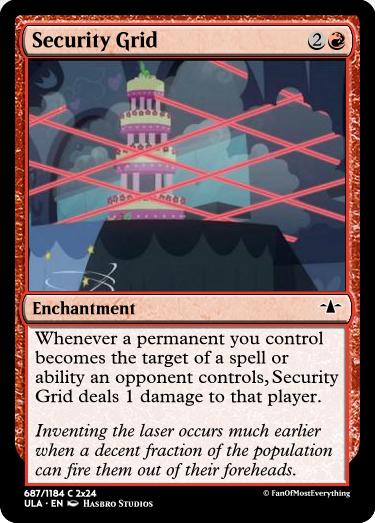 Security Grid 2
Enchantment
Whenever a permanent you control
becomes the target of a spell or
ability an opponent controls, Security
Grid deals 1 damage to that player.
Inventing the laser occurs much earlier
when a decent fraction of the population
can fire them out of their foreheads.
687/1184 C 2x24
ULA • EN Hasbro Studios
© FanOfMostEverything